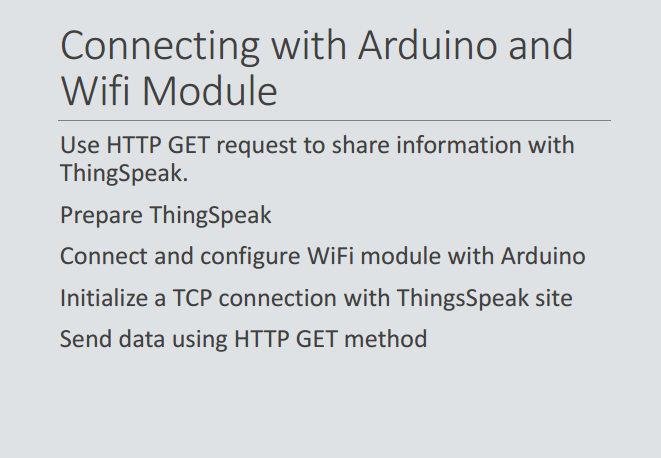 Connecting with Arduino and
Wifi Module
Use HTTP GET request to share information with
ThingSpeak.
Prepare ThingSpeak
Connect and configure WiFi module with Arduino
Initialize a TCP connection with ThingsSpeak site
Send data using HTTP GET method